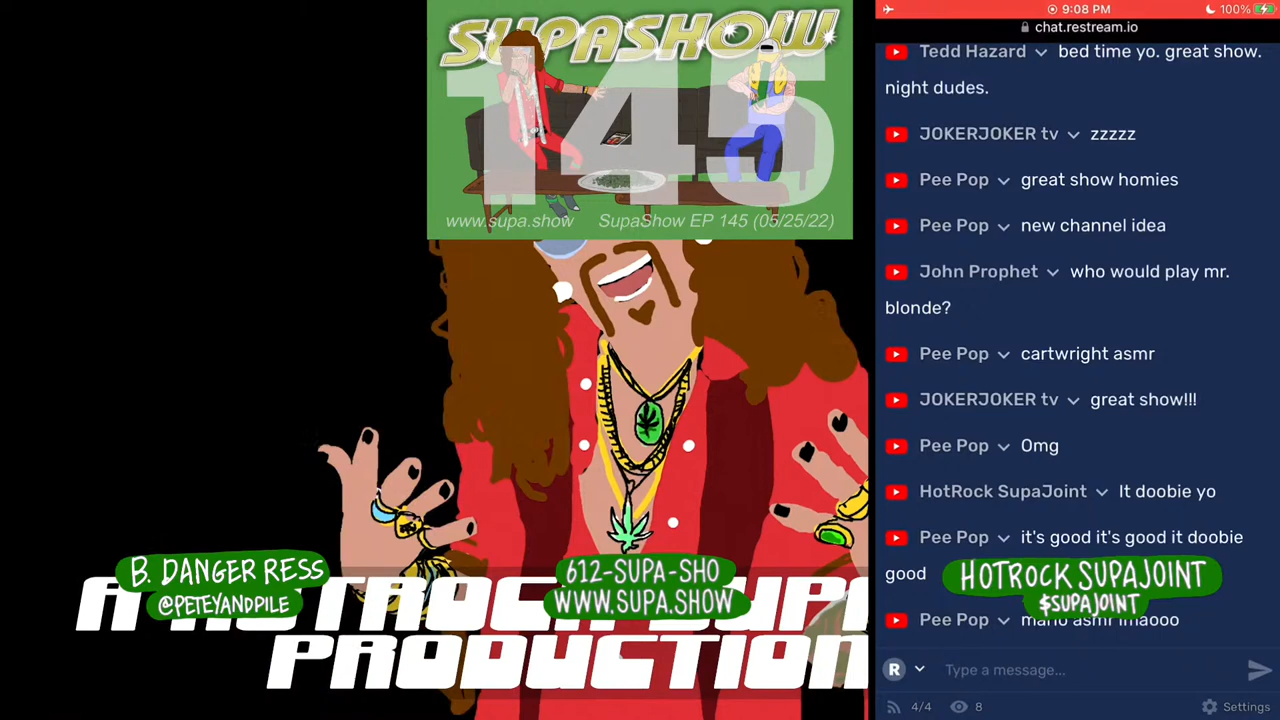 SUPASHOW
145
www.supa.show SupaShow EP 145 (05/25/22)
B. DANGER RESS
@PETEYANDPILE
612-SUPA-SHO
WWW.SUPA.SHOW
PRODUCTION
9:08 PM
100%
chat.restream.io
Tedd Hazard bed time yo. great show.
night dudes.
JOKERJOKER tv zzzzz
Pee Pop great show homies
Pee Pop new channel idea
John Prophet who would play mr.
blonde?
Pee Pop cartwright asmr
JOKERJOKER tv great show!!!
Pee Pop Omg
HotRock SupaJoint It doobie yo
Pee Pop it's good it's good it doobie
good
HOTROCK SUPAJOINT
$SUPAJOINT
Pee Pop mario asmr lmaooo
R Type a message...
4/4 8 Settings